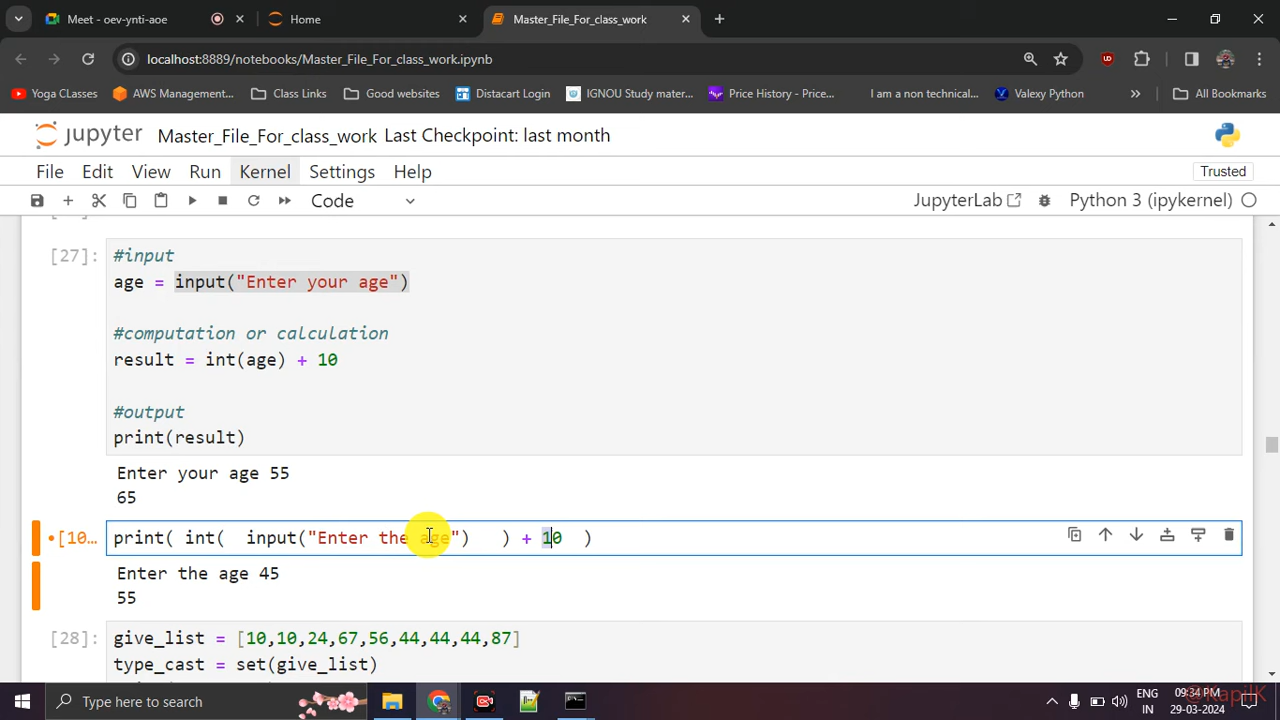 Meet - oev-ynti-aoe
Home
Master_File_For_class_work
localhost:8889/notebooks/Master_File_For_class_work.ipynb
Yoga CLasses
AWS Management...
Class Links
Good websites
Distacart Login
IGNOU Study mater...
Price History - Price...
I am a non technical...
Valexy Python
All Bookmarks
jupyter Master_File_For_class_work Last Checkpoint: last month
File Edit View Run Kernel Settings Help
Trusted
Code
JupyterLab
Python 3 (ipykernel)
[27]:
#input
age = input("Enter your age")
#computation or calculation
result = int(age) + 10
#output
print(result)
Enter your age 55
65
[10...
print( int(  input("Enter the age")   ) + 10  )
Enter the age 45
55
[28]:
give_list = [10,10,24,67,56,44,44,44,87]
type_cast = set(give_list)
Type here to search
ENG
IN
09:34 PM
29-03-2024
@KapilK